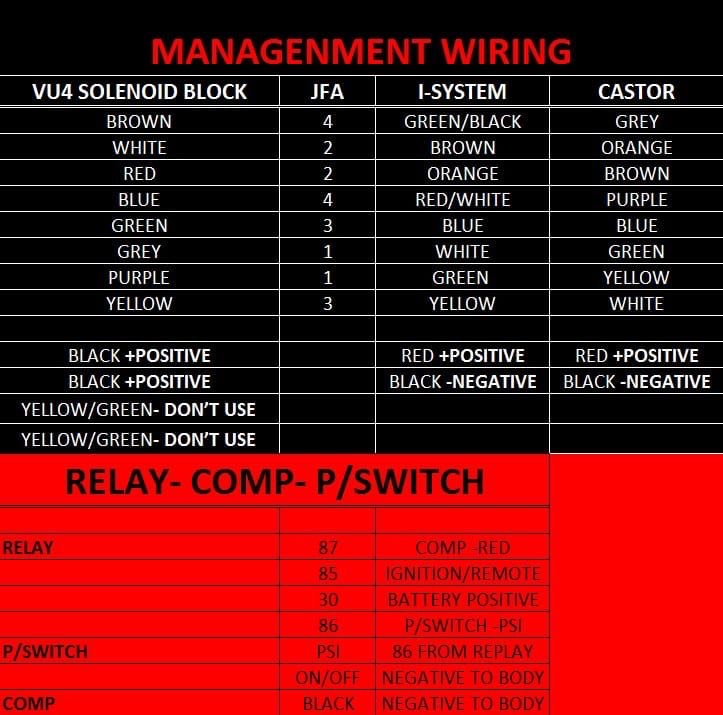 MANAGENMENT WIRING
VU4 SOLENOID BLOCK JFA I-SYSTEM CASTOR
BROWN 4 GREEN/BLACK GREY
WHITE 2 BROWN ORANGE
RED 2 ORANGE BROWN
BLUE 4 RED/WHITE PURPLE
GREEN 3 BLUE BLUE
GREY 1 WHITE GREEN
PURPLE 1 GREEN YELLOW
YELLOW 3 YELLOW WHITE
BLACK +POSITIVE RED +POSITIVE RED +POSITIVE
BLACK +POSITIVE BLACK -NEGATIVE BLACK -NEGATIVE
YELLOW/GREEN- DON'T USE
YELLOW/GREEN- DON'T USE
RELAY- COMP- P/SWITCH
RELAY 87 COMP -RED
85 IGNITION/REMOTE
30 BATTERY POSITIVE
86 P/SWITCH -PSI
P/SWITCH PSI 86 FROM REPLAY
ON/OFF NEGATIVE TO BODY
COMP BLACK NEGATIVE TO BODY